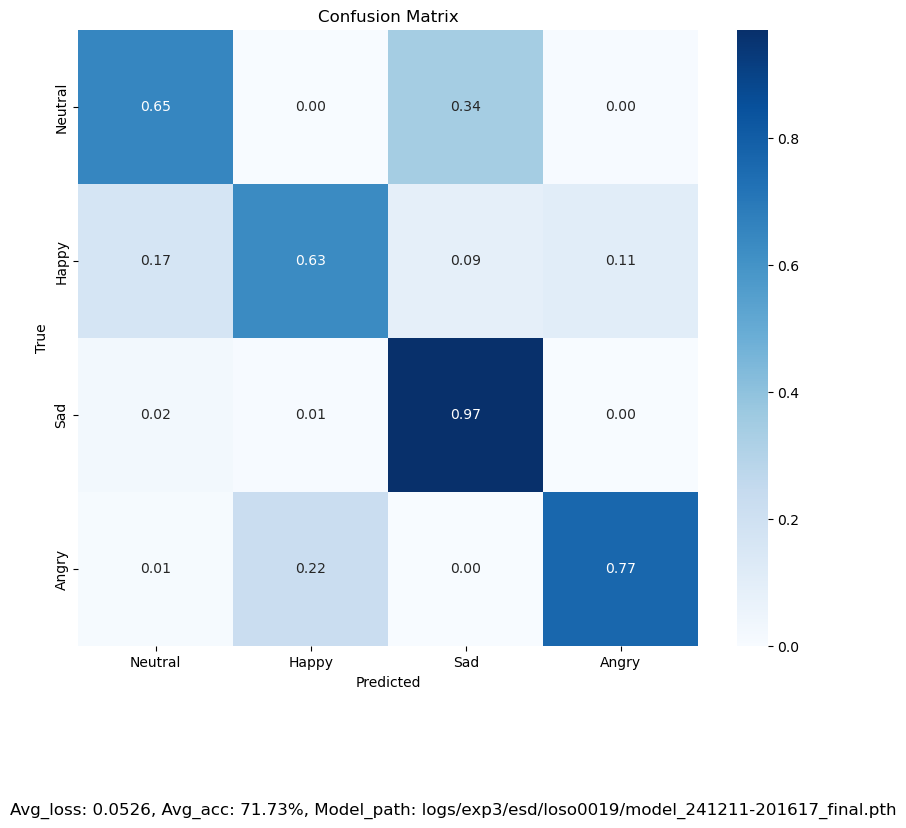 Confusion Matrix
Neutral 0.65 0.00 0.34 0.00
0.8
Happy 0.17 0.63 0.09 0.11
0.6
True
0.4
Sad 0.02 0.01 0.97 0.00
0.2
Angry 0.01 0.22 0.00 0.77
0.0
Neutral Happy Sad Angry
Predicted
Avg_loss: 0.0526, Avg_acc: 71.73%, Model_path: logs/exp3/esd/loso0019/model_241211-201617_final.pth